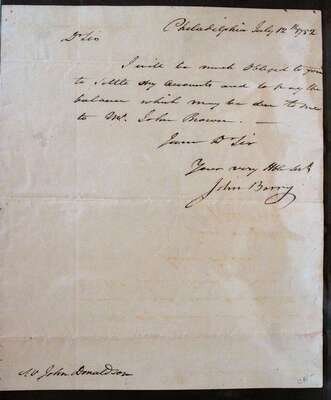 Philadelphia July 12th 1782
Dr Sir
I will be much Obliged to you
to settle my accounts and to pay the
balance which may be due to me
to Mr. John Brown. —
I am Dr Sir
Your very Hble Sert
John Barry
Mr John Donaldson